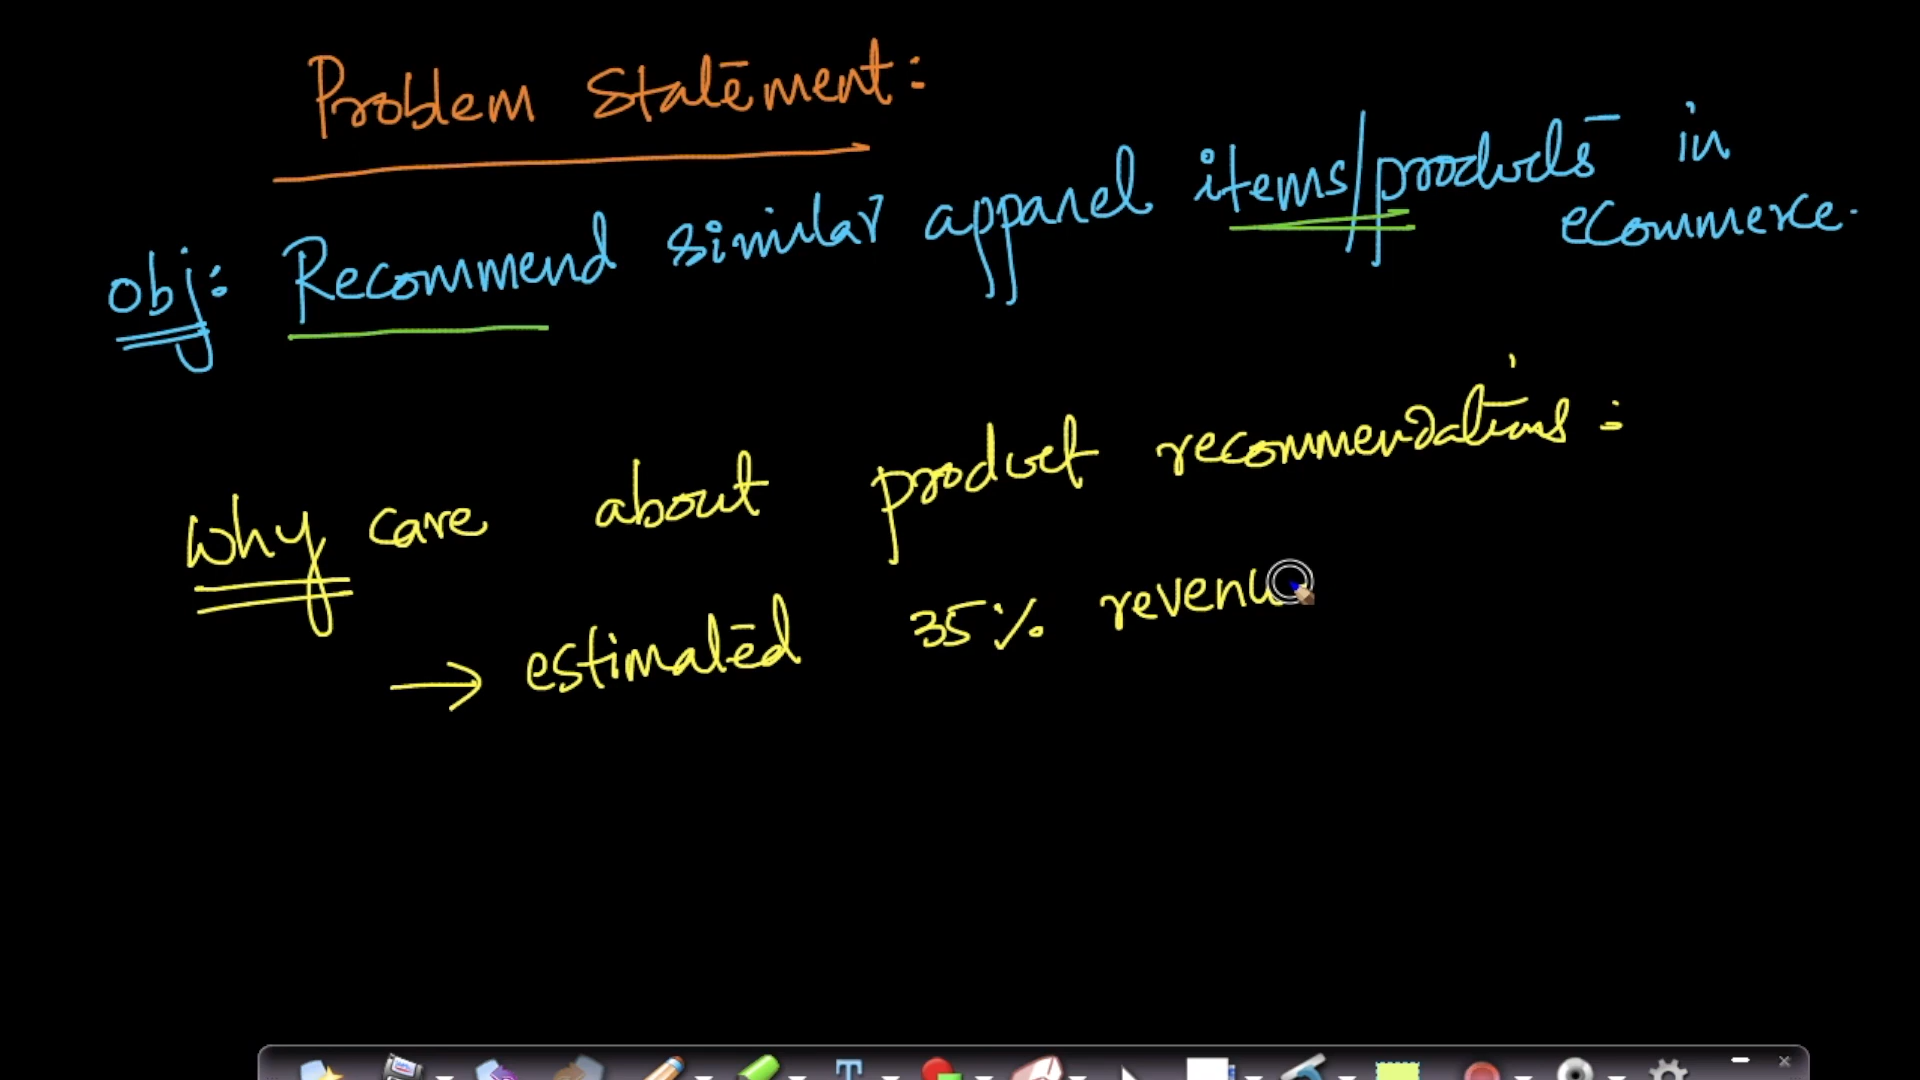 Problem Statement:
obj: Recommend similar apparel items/products in
ecommerce.
Why care about product recommendations:
→ estimated 35% revenu